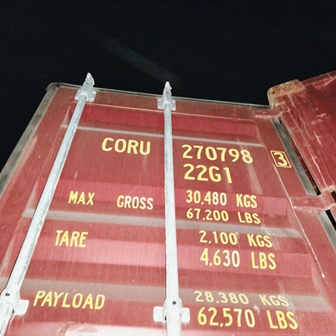 CORU 270798 3
22G1
MAX GROSS 30,480 KGS
67,200 LBS
TARE 2,100 KGS
4,630 LBS
PAYLOAD 28,380 KGS
62,570 LBS